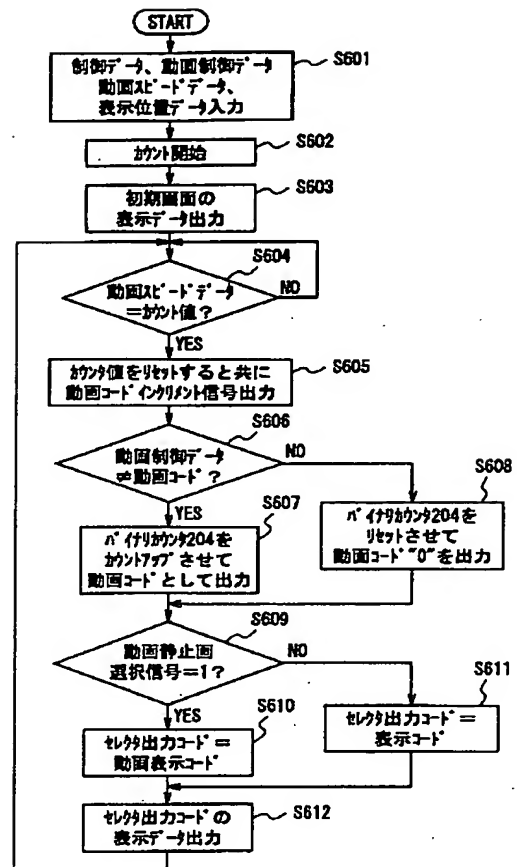 START
制御データ、動画制御データ
動画スピードデータ、
表示位置データ入力
S601
カウント開始
S602
初期画面の
表示データ出力
S603
S604
動画スピードデータ
=カウント値?
NO
YES
カウンタ値をリセットすると共に
動画コードインクリメント信号出力
S605
S606
動画制御データ
≠動画コード?
NO
YES
S607
バイナリカウンタ204を
カウントアップさせて
動画コードとして出力
S608
バイナリカウンタ204を
リセットさせて
動画コード"0"を出力
S609
動画静止画
選択信号=1?
NO
YES
S610
セレクタ出力コード=
動画表示コード
S611
セレクタ出力コード=
表示コード
セレクタ出力コードの
表示データ出力
S612